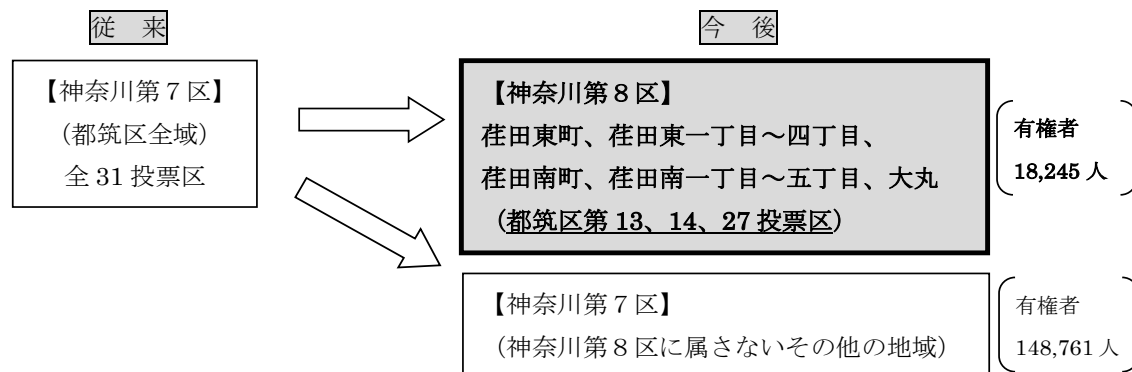 従　来
【神奈川第７区】
（都筑区全域）
全 31 投票区
今　後
【神奈川第８区】
荏田東町、荏田東一丁目～四丁目、
荏田南町、荏田南一丁目～五丁目、大丸
（都筑区第 13、14、27 投票区）
有権者
18,245 人
【神奈川第７区】
（神奈川第８区に属さないその他の地域）
有権者
148,761 人